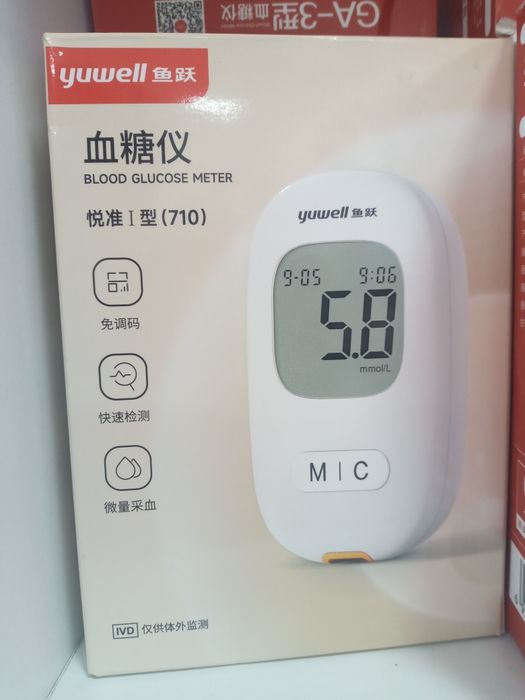 GA-3型 血糖仪
yuwell 鱼跃
血糖仪
BLOOD GLUCOSE METER
悦准 I 型 (710)
免调码
快速检测
微量采血
IVD 仅供体外监测
yuwell 鱼跃
9-05 9:06
5.8
mmol/L
M | C